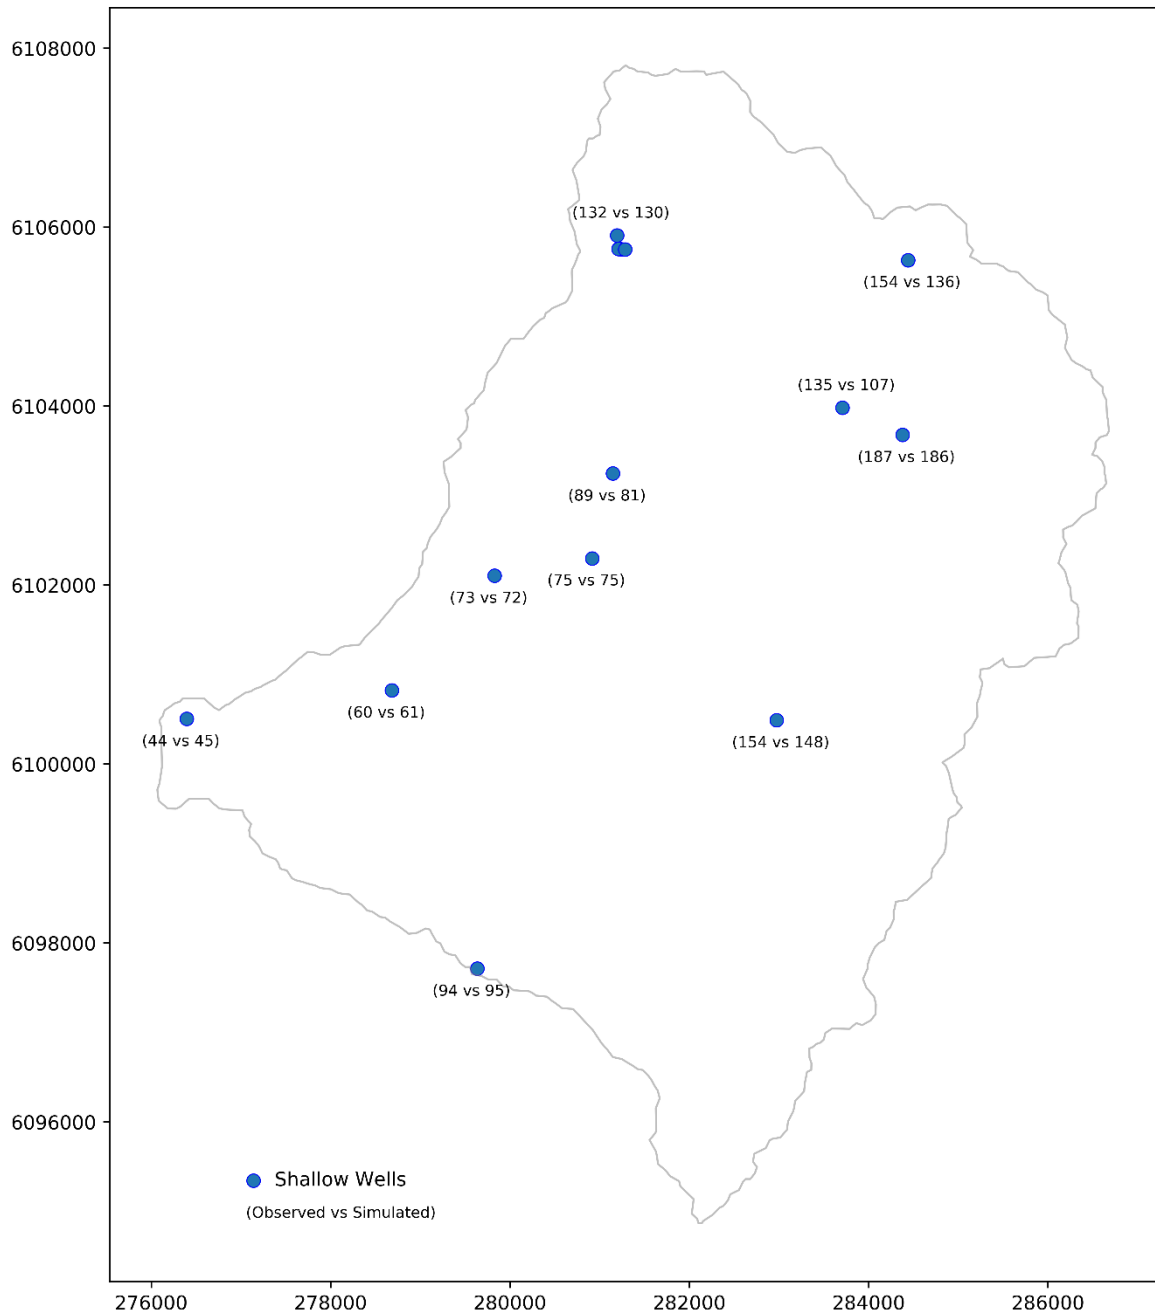 6108000
(132 vs 130)
6106000
(154 vs 136)
(135 vs 107)
6104000
(187 vs 186)
(89 vs 81)
6102000
(75 vs 75)
(73 vs 72)
(60 vs 61)
(44 vs 45)
(154 vs 148)
6100000
6098000
(94 vs 95)
6096000
Shallow Wells
(Observed vs Simulated)
276000 278000 280000 282000 284000 286000